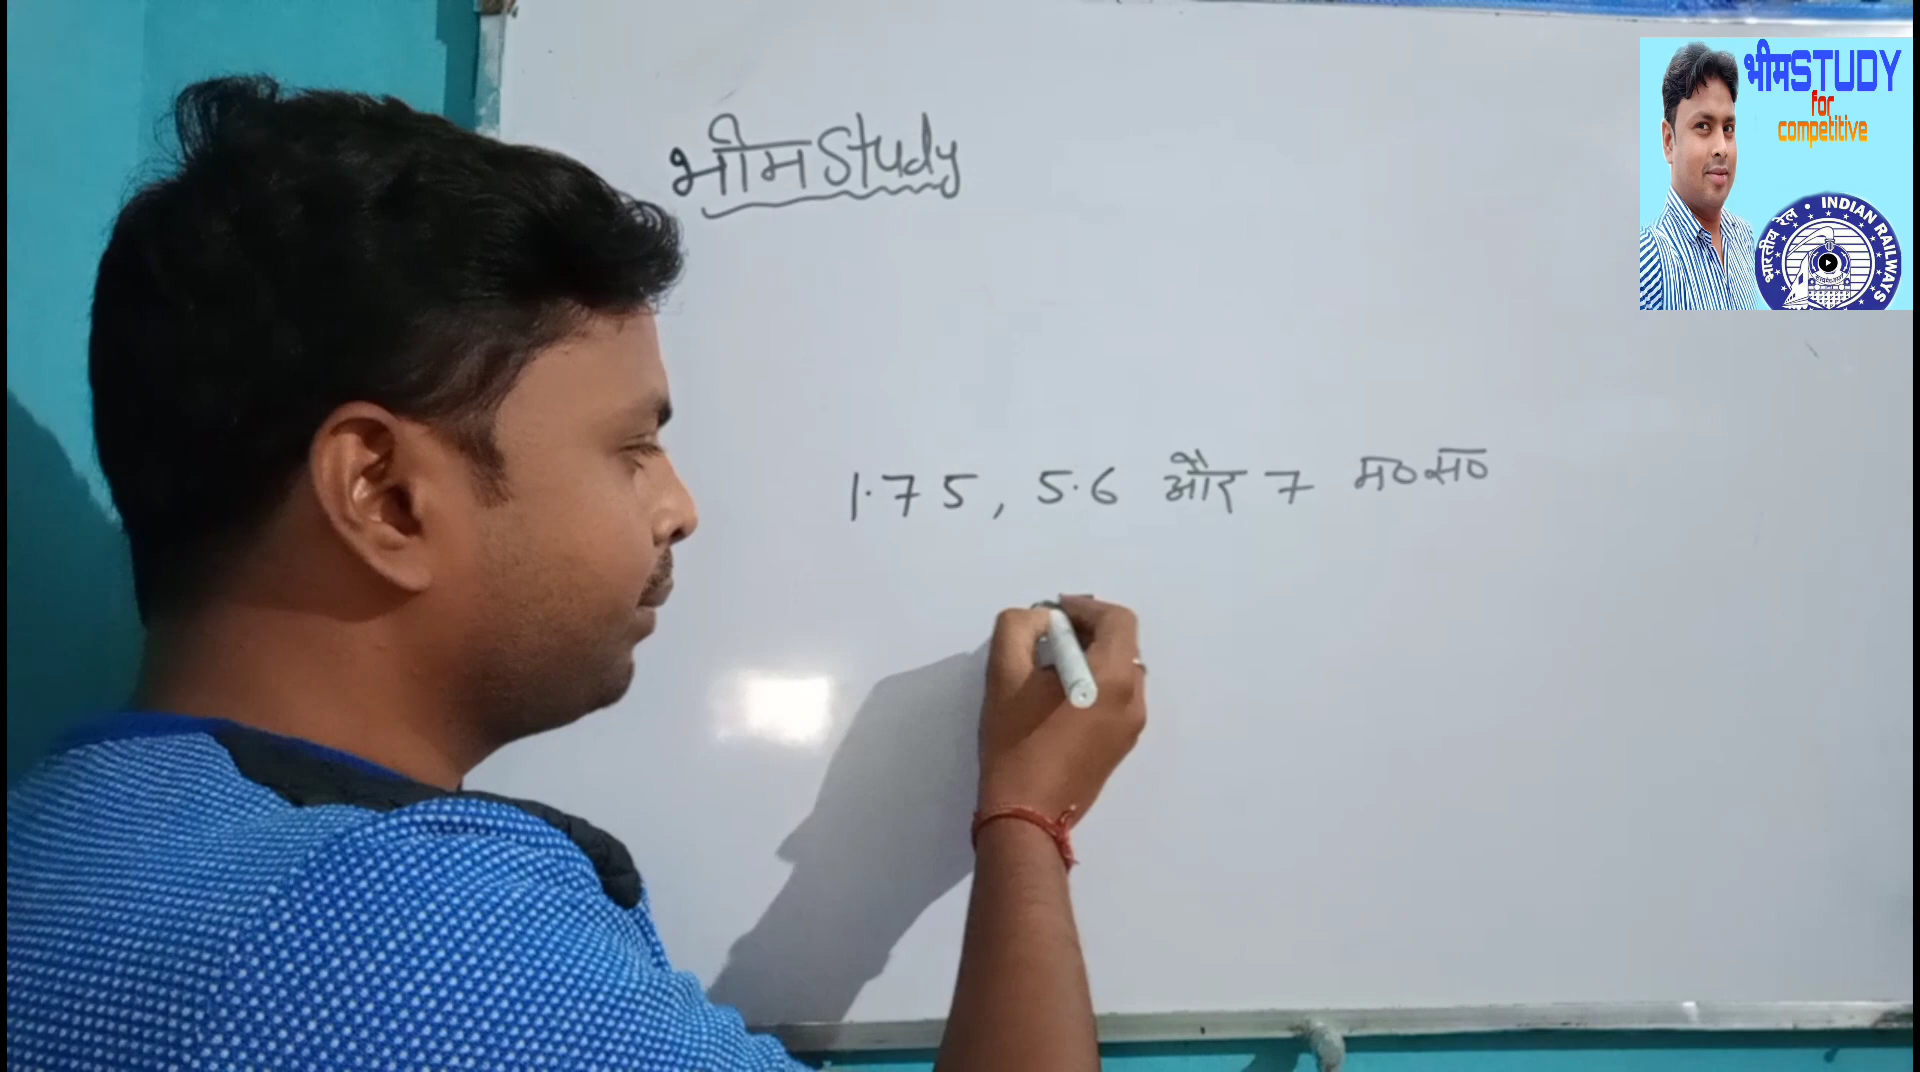 भीमStudy
1.75, 5.6 और 7 म०स०
भीमSTUDY
for
competitive
भारतीय रेल • INDIAN RAILWAYS